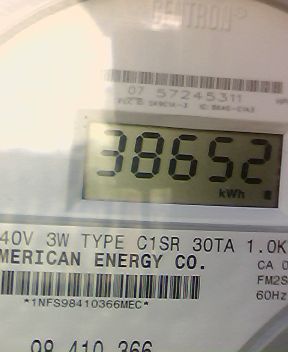 CENTRON®
07 57245311
38652
kWh
40V 3W TYPE C1SR 30TA 1.0K
MERICAN ENERGY CO.
CA 0
FM2S
*1NFS98410366MEC*
60Hz
98 410 366